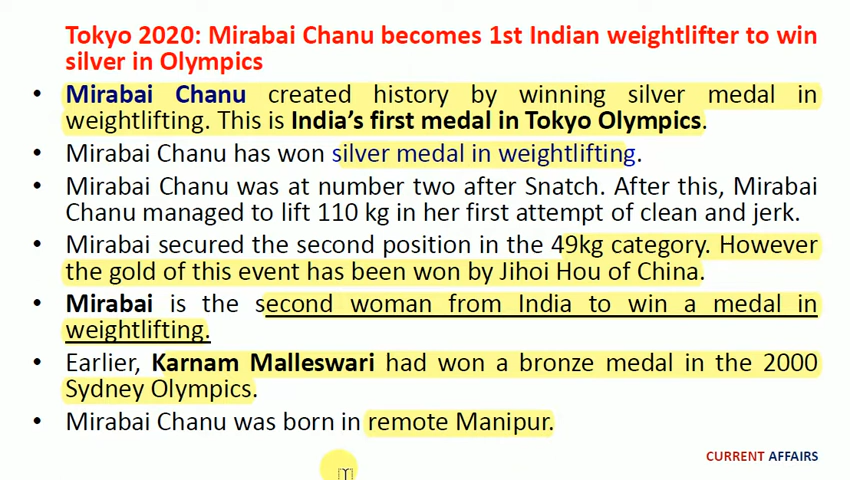 Tokyo 2020: Mirabai Chanu becomes 1st Indian weightlifter to win
silver in Olympics
• Mirabai Chanu created history by winning silver medal in
weightlifting. This is India's first medal in Tokyo Olympics.
• Mirabai Chanu has won silver medal in weightlifting.
• Mirabai Chanu was at number two after Snatch. After this, Mirabai
Chanu managed to lift 110 kg in her first attempt of clean and jerk.
• Mirabai secured the second position in the 49kg category. However
the gold of this event has been won by Jihoi Hou of China.
• Mirabai is the second woman from India to win a medal in
weightlifting.
• Earlier, Karnam Malleswari had won a bronze medal in the 2000
Sydney Olympics.
• Mirabai Chanu was born in remote Manipur.
CURRENT AFFAIRS